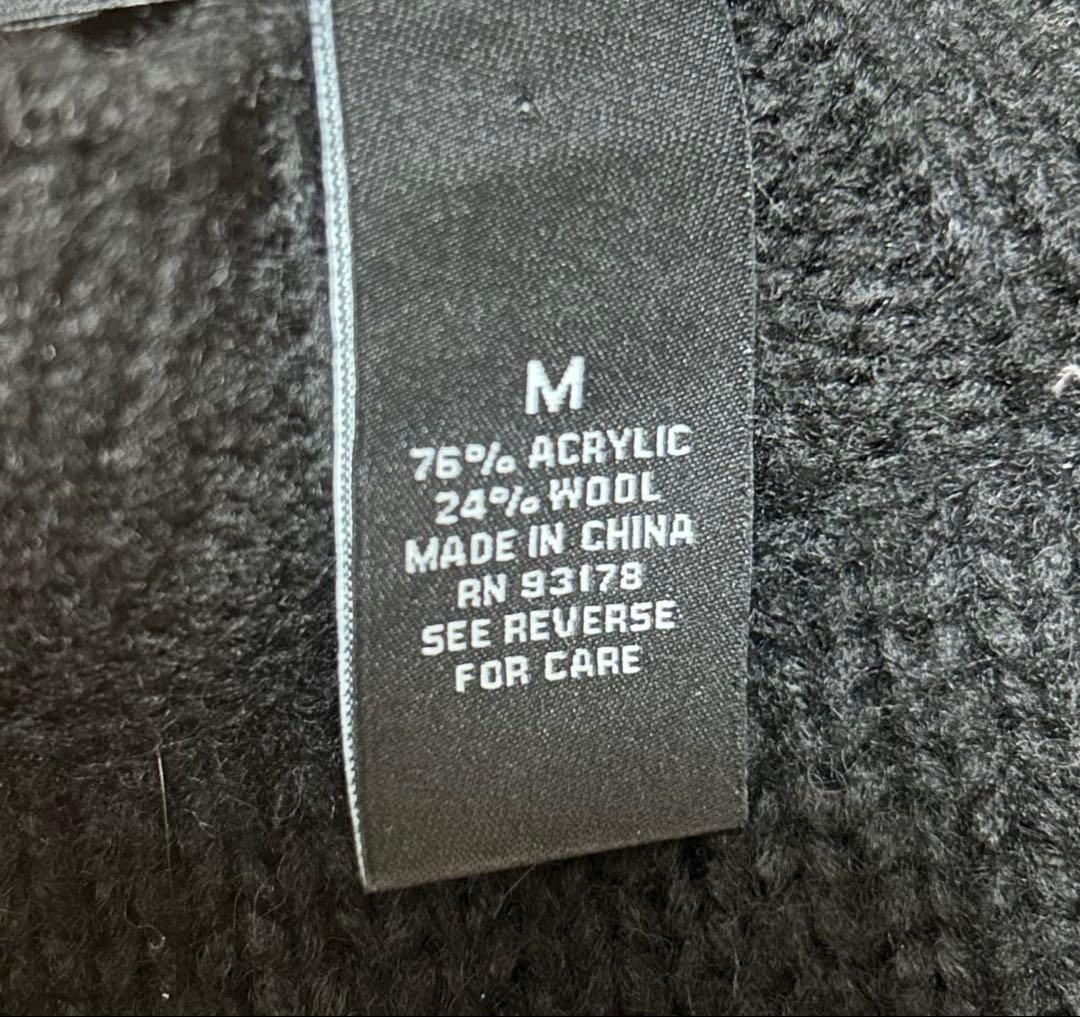 M
76% ACRYLIC
24% WOOL
MADE IN CHINA
RN 93178
SEE REVERSE
FOR CARE